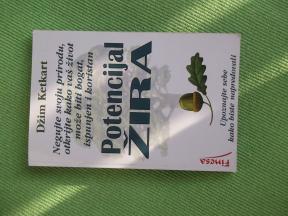 Džim Ketkart
Negujte svoju prirodu,
otkrijte kako vaš život
može biti bogat,
ispunjen i koristan
Potencijal
ŽIRA
Upoznajte sebe
kako biste napredovali
Finesa